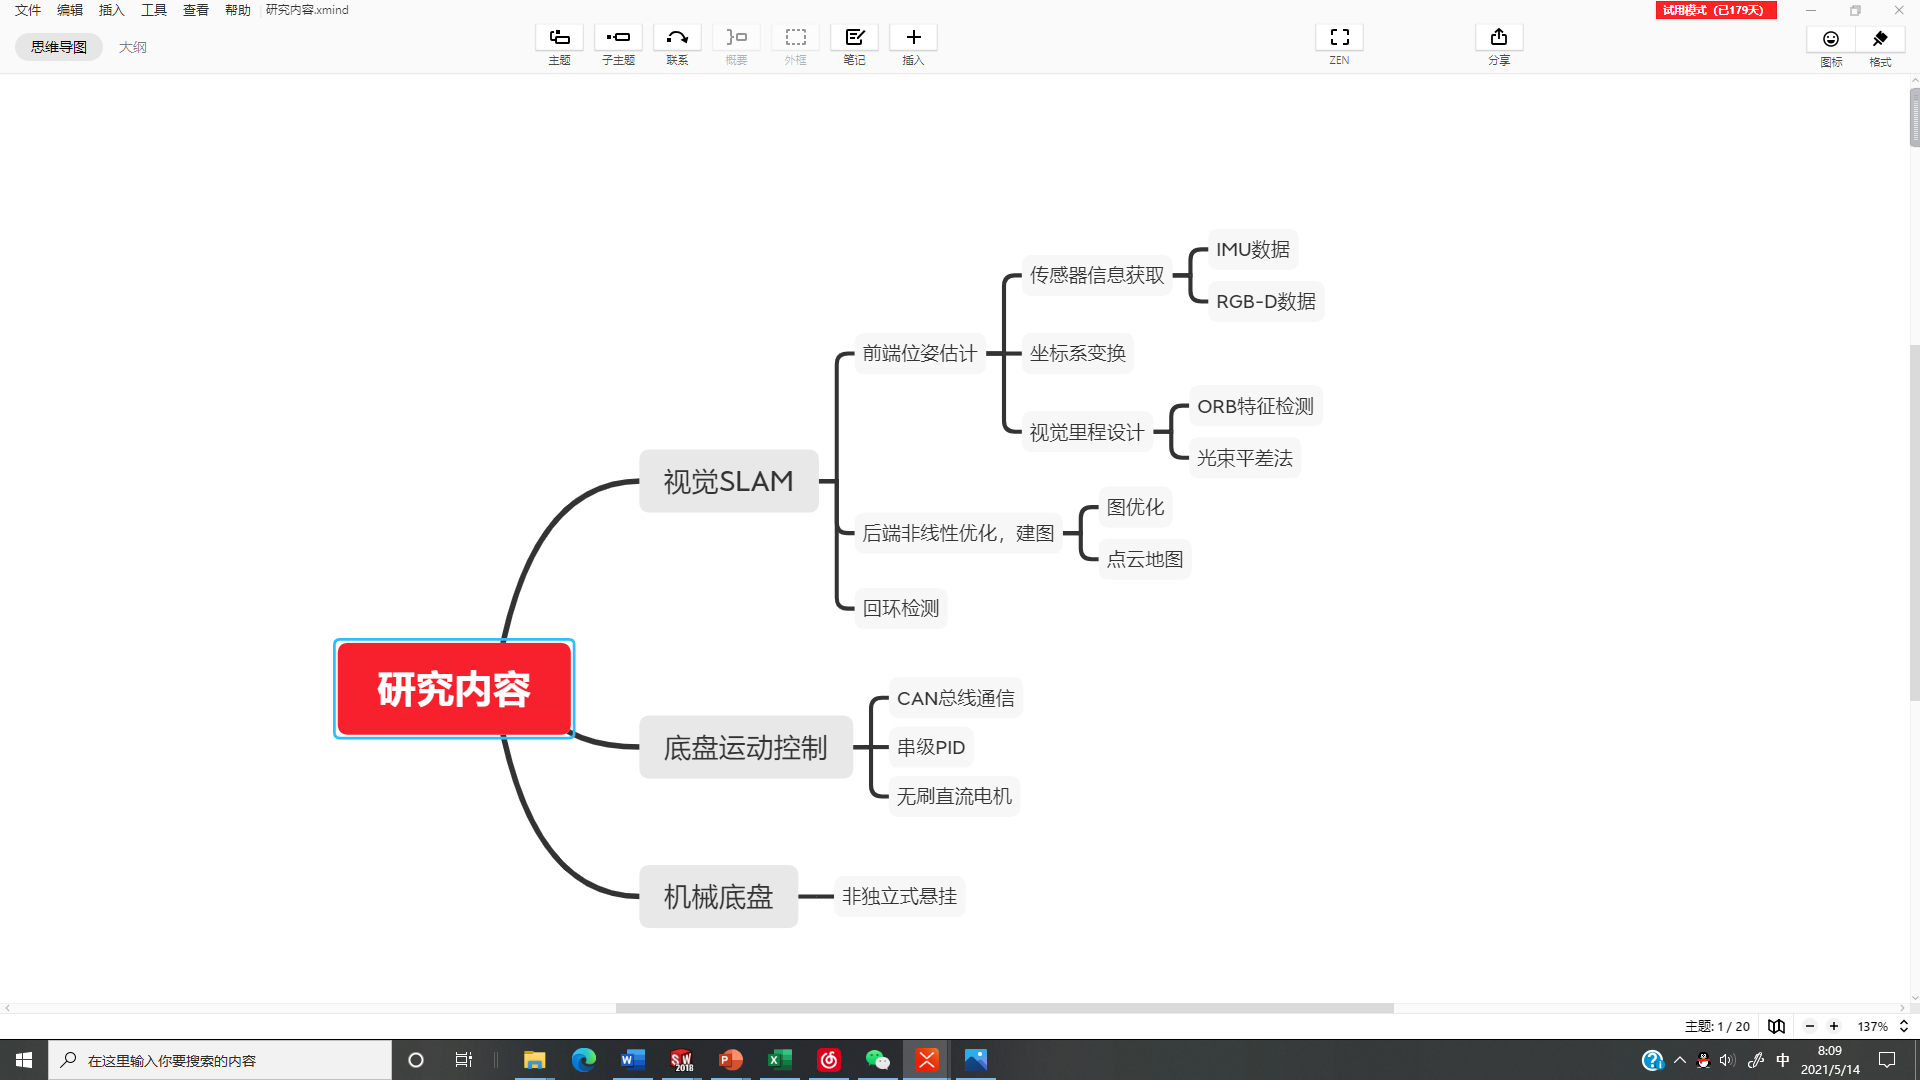 文件 编辑 插入 工具 查看 帮助 研究内容.xmind 试用模式（已179天）
思维导图 大纲
主题 子主题 联系 概要 外框 笔记 插入 ZEN 分享 图标 格式
IMU数据
传感器信息获取
RGB-D数据
前端位姿估计
坐标系变换
ORB特征检测
视觉里程设计
光束平差法
视觉SLAM
图优化
后端非线性优化，建图
点云地图
回环检测
研究内容
CAN总线通信
底盘运动控制
串级PID
无刷直流电机
机械底盘
非独立式悬挂
主题: 1 / 20 137%
在这里输入你要搜索的内容
SW
2018
中
8:09
2021/5/14